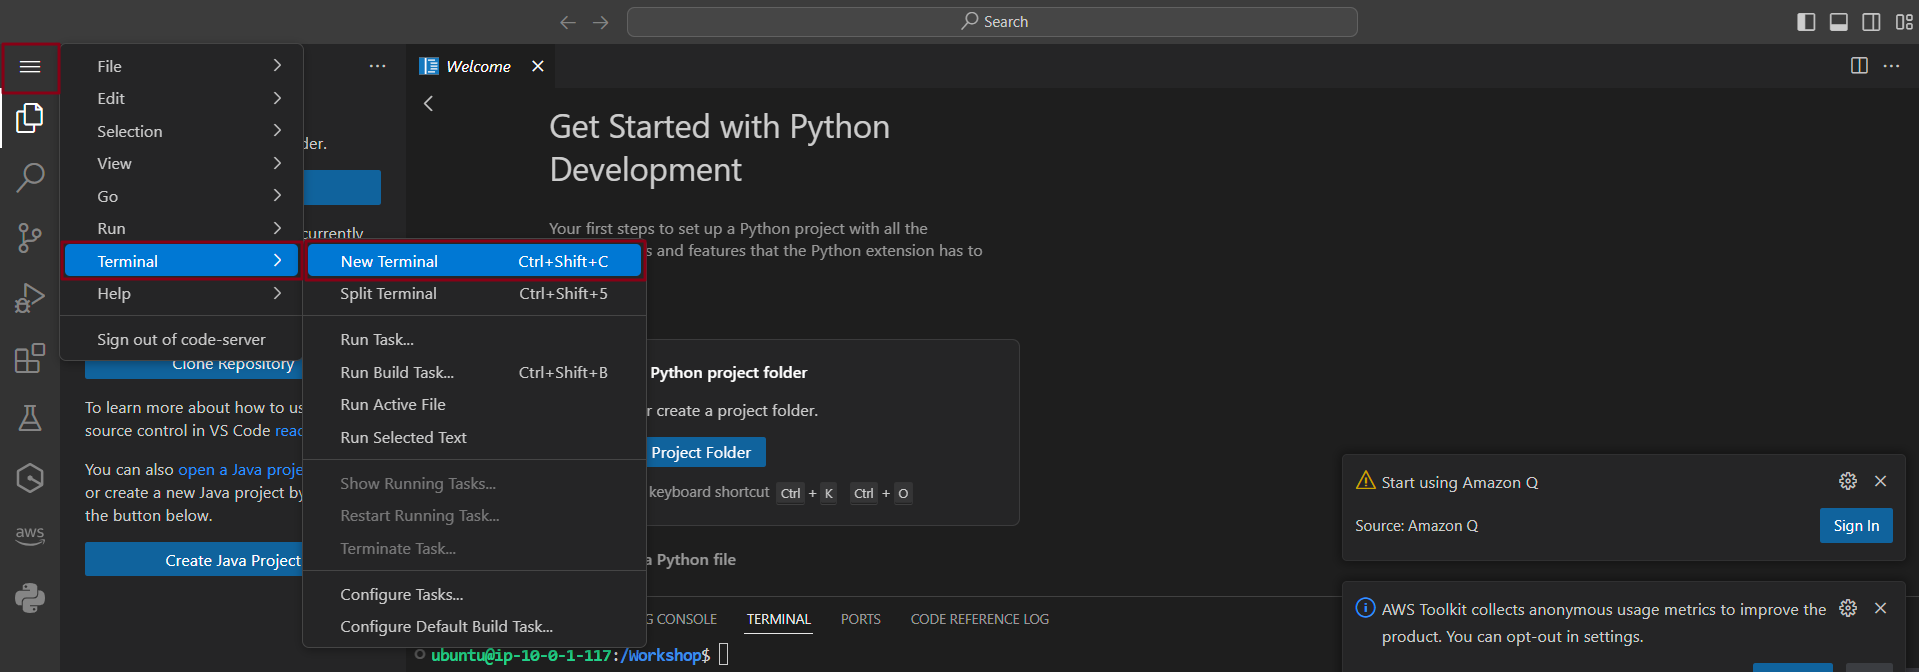 Search
File
Edit
Selection
View
Go
Run
Terminal
Help
Sign out of code-server
der.
currently
Clone Repository
To learn more about how to us
source control in VS Code reac
You can also open a Java proje
or create a new Java project by
the button below.
Create Java Project
aws
New Terminal Ctrl+Shift+C
Split Terminal Ctrl+Shift+5
Run Task...
Run Build Task... Ctrl+Shift+B
Run Active File
Run Selected Text
Show Running Tasks...
Restart Running Task...
Terminate Task...
Configure Tasks...
Configure Default Build Task...
Welcome
Get Started with Python
Development
Your first steps to set up a Python project with all the
s and features that the Python extension has to
Python project folder
r create a project folder.
Project Folder
keyboard shortcut Ctrl + K Ctrl + O
a Python file
G CONSOLE TERMINAL PORTS CODE REFERENCE LOG
ubuntu@ip-10-0-1-117:/Workshop$
Start using Amazon Q
Source: Amazon Q
Sign In
AWS Toolkit collects anonymous usage metrics to improve the
product. You can opt-out in settings.